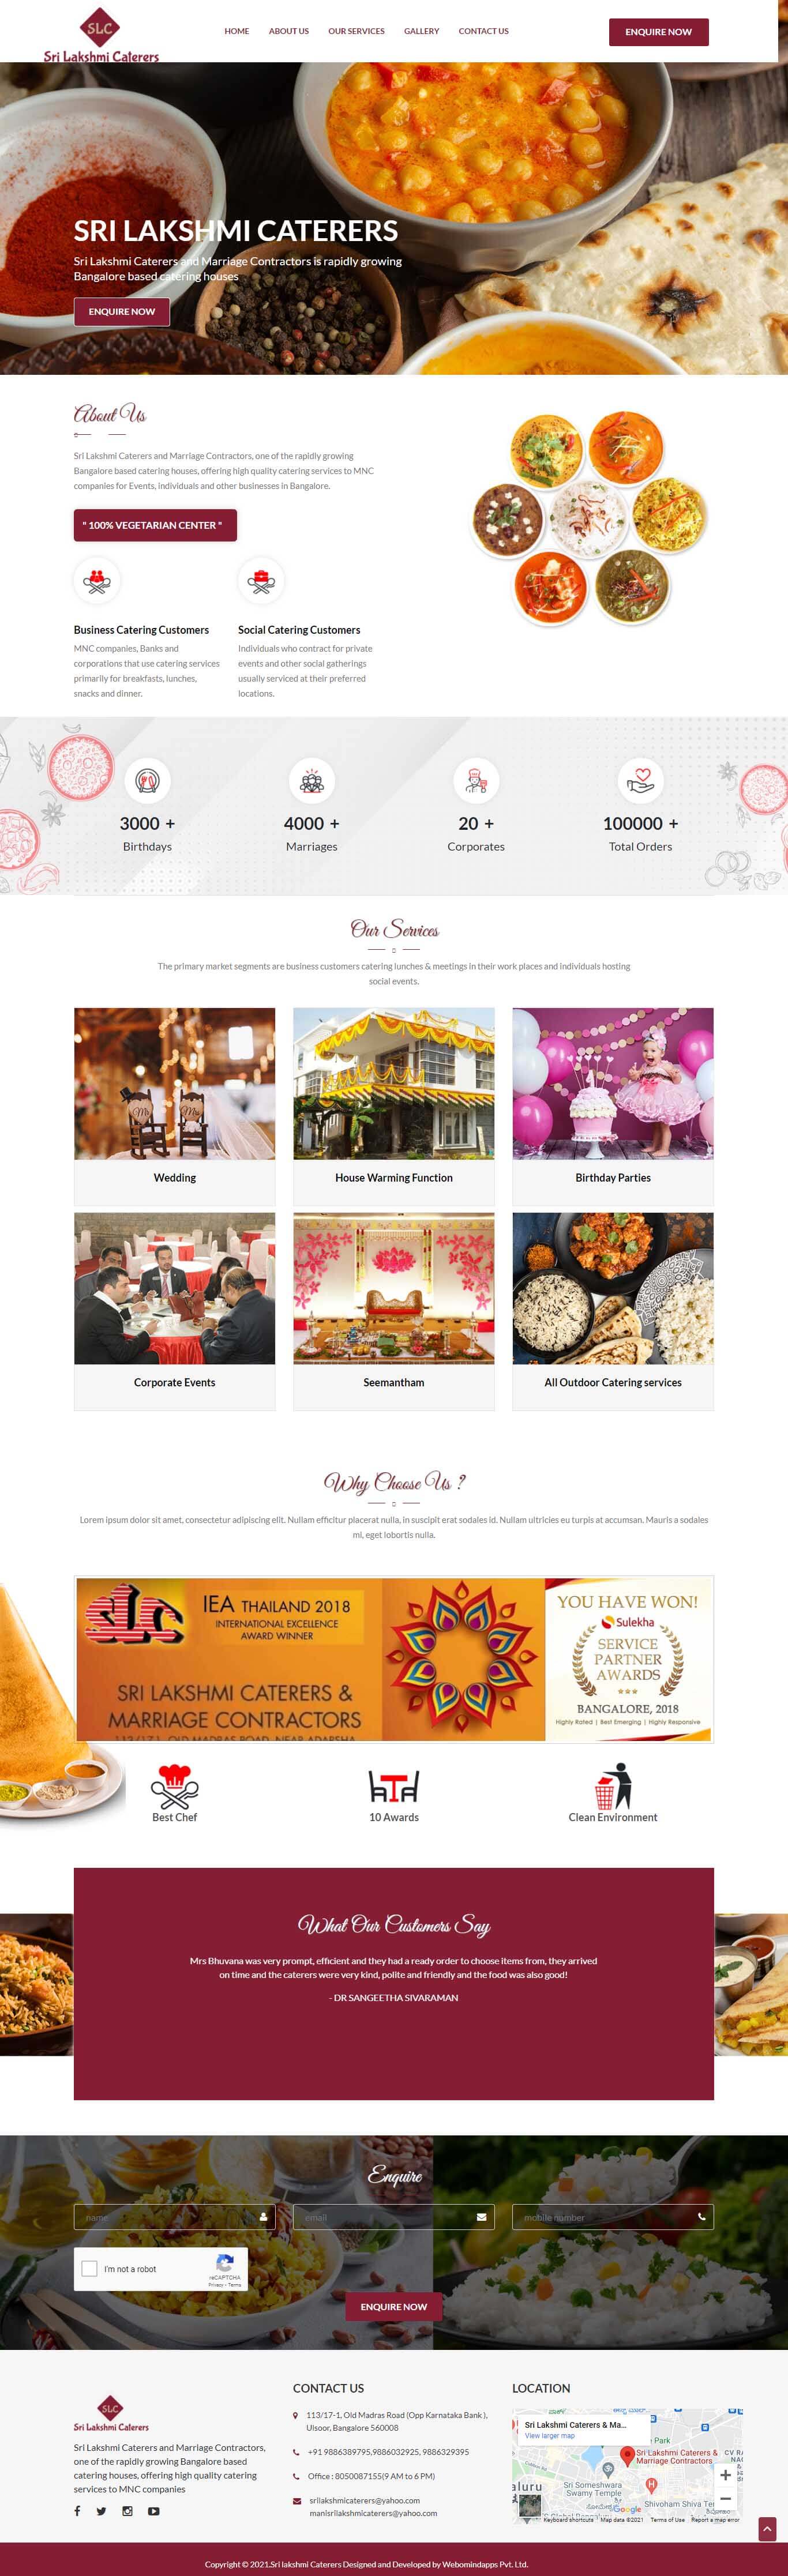 SLC
Sri Lakshmi Caterers
HOME ABOUT US OUR SERVICES GALLERY CONTACT US
ENQUIRE NOW
SRI LAKSHMI CATERERS
Sri Lakshmi Caterers and Marriage Contractors is rapidly growing
Bangalore based catering houses
ENQUIRE NOW
About Us
Sri Lakshmi Caterers and Marriage Contractors, one of the rapidly growing
Bangalore based catering houses, offering high quality catering services to MNC
companies for Events, individuals and other businesses in Bangalore.
" 100% VEGETARIAN CENTER "
Business Catering Customers
MNC companies, Banks and
corporations that use catering services
primarily for breakfasts, lunches,
snacks and dinner.
Social Catering Customers
Individuals who contract for private
events and other social gatherings
usually serviced at their preferred
locations.
3000 +
Birthdays
4000 +
Marriages
20 +
Corporates
100000 +
Total Orders
Our Services
The primary market segments are business customers catering lunches & meetings in their work places and individuals hosting
social events.
Wedding
House Warming Function
Birthday Parties
Corporate Events
Seemantham
All Outdoor Catering services
Why Choose Us ?
Lorem ipsum dolor sit amet, consectetur adipiscing elit. Nullam efficitur placerat nulla, in suscipit erat sodales id. Nullam ultricies eu turpis at accumsan. Mauris a sodales
mi, eget lobortis nulla.
SLC
IEA THAILAND 2018
INTERNATIONAL EXCELLENCE
AWARD WINNER
SRI LAKSHMI CATERERS &
MARRIAGE CONTRACTORS
113/17-1, OLD MADRAS ROAD, NEAR ADARSHA
YOU HAVE WON!
Sulekha
SERVICE
PARTNER
AWARDS
BANGALORE, 2018
Highly Rated | Best Emerging | Highly Responsive
Best Chef
10 Awards
Clean Environment
What Our Customers Say
Mrs Bhuvana was very prompt, efficient and they had a ready order to choose items from, they arrived
on time and the caterers were very kind, polite and friendly and the food was also good!
- DR SANGEETHA SIVARAMAN
Enquire
name
email
mobile number
I'm not a robot
reCAPTCHA
Privacy - Terms
ENQUIRE NOW
SLC
Sri Lakshmi Caterers
Sri Lakshmi Caterers and Marriage Contractors,
one of the rapidly growing Bangalore based
catering houses, offering high quality catering
services to MNC companies
CONTACT US
113/17-1, Old Madras Road (Opp Karnataka Bank ),
Ulsoor, Bangalore 560008
+91 9886389795,9886032925, 9886329395
Office : 8050087155(9 AM to 6 PM)
srilakshmicaterers@yahoo.com
manisrilakshmicaterers@yahoo.com
LOCATION
Sri Lakshmi Caterers & Ma...
View larger map
Sri Lakshmi Caterers &
Marriage Contractors
Sri Someshwara
Swamy Temple
Shivoham Shiva Temple
Google
Keyboard shortcuts Map data ©2021 Terms of Use Report a map error
Copyright © 2021.Sri lakshmi Caterers Designed and Developed by Webomindapps Pvt. Ltd.